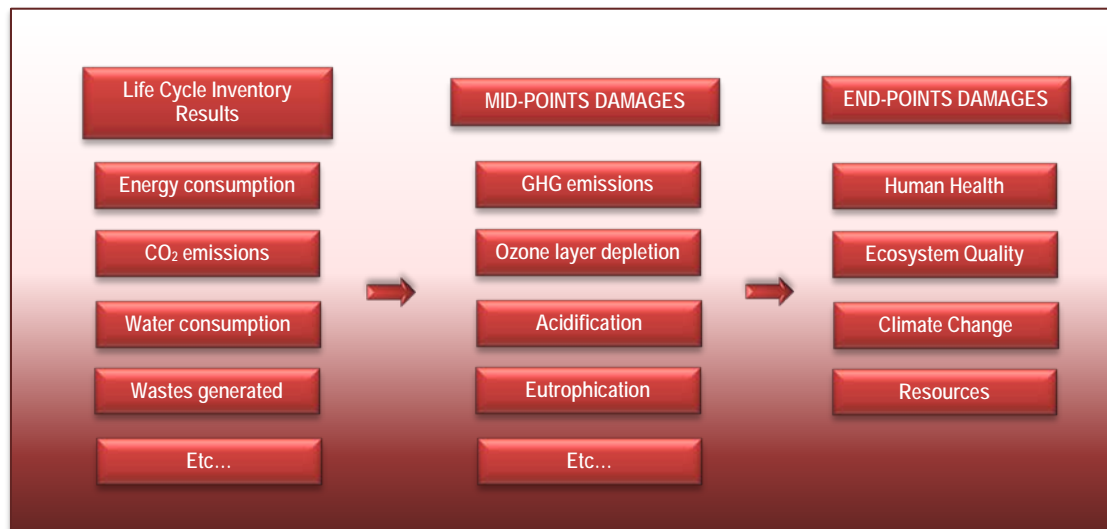 Life Cycle Inventory
Results
Energy consumption
CO₂ emissions
Water consumption
Wastes generated
Etc…
MID-POINTS DAMAGES
GHG emissions
Ozone layer depletion
Acidification
Eutrophication
Etc…
END-POINTS DAMAGES
Human Health
Ecosystem Quality
Climate Change
Resources